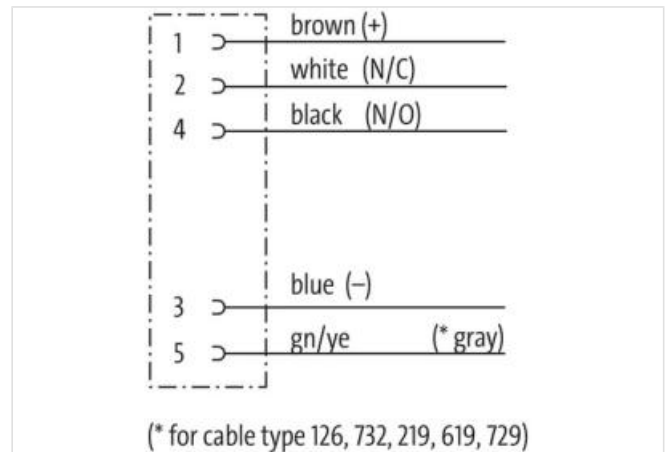 1 brown (+)
2 white (N/C)
4 black (N/O)
3 blue (–)
5 gn/ye (* gray)
(* for cable type 126, 732, 219, 619, 729)